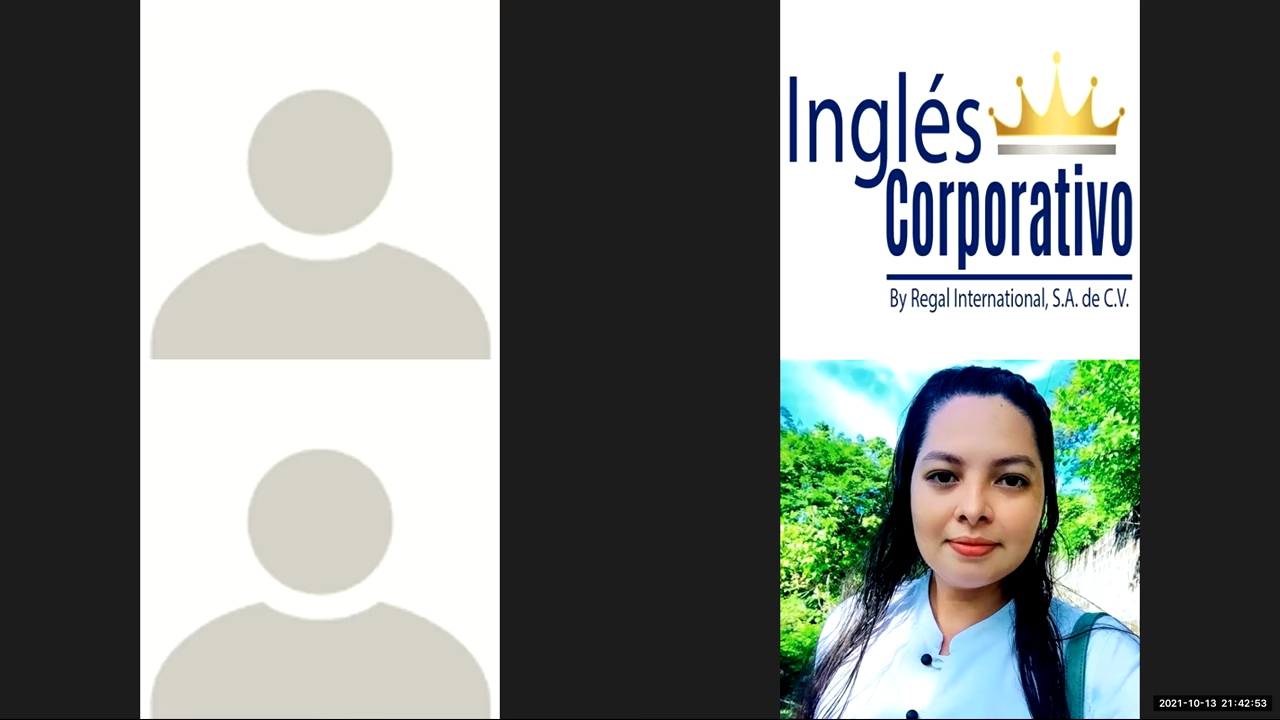 Inglés
Corporativo
By Regal International, S.A. de C.V.
2021-10-13 21:42:53